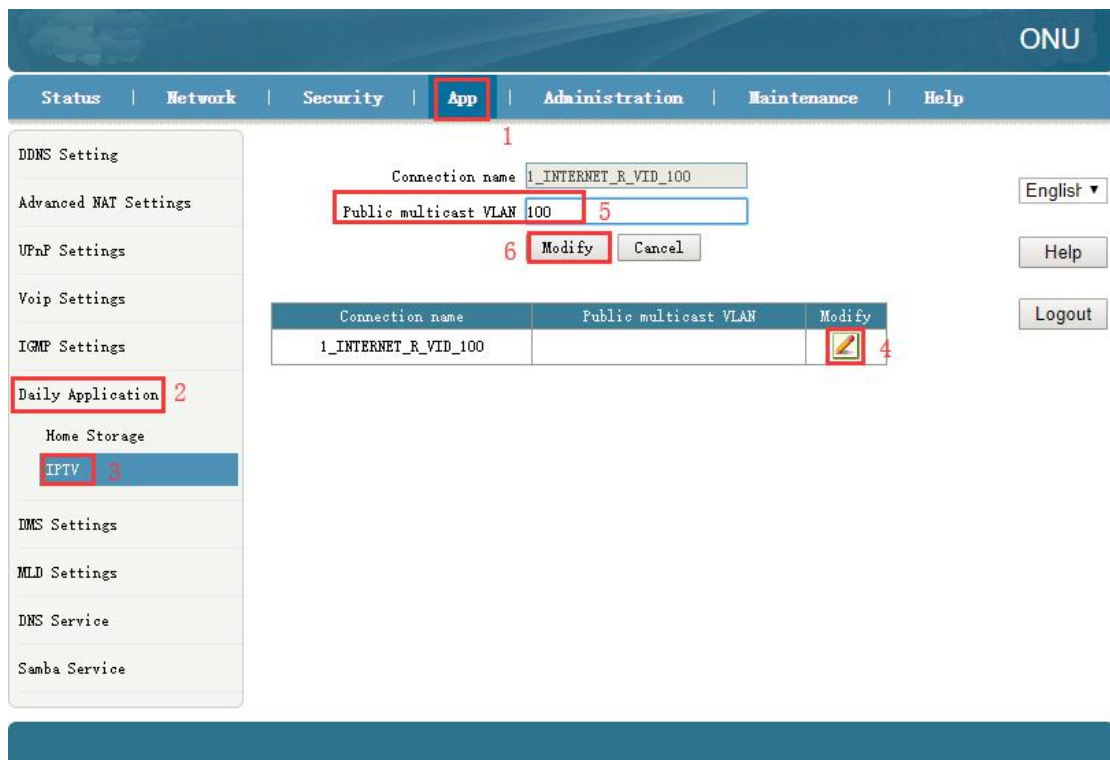 ONU
Status | Network | Security | App | Administration | Maintenance | Help
1
DDNS Setting
Advanced NAT Settings
UPnP Settings
Voip Settings
IGMP Settings
Daily Application 2
Home Storage
IPTV 3
DMS Settings
MLD Settings
DNS Service
Samba Service
Connection name 1_INTERNET_R_VID_100
Public multicast VLAN 100 5
6 Modify Cancel
Connection name Public multicast VLAN Modify
1_INTERNET_R_VID_100 4
English
Help
Logout